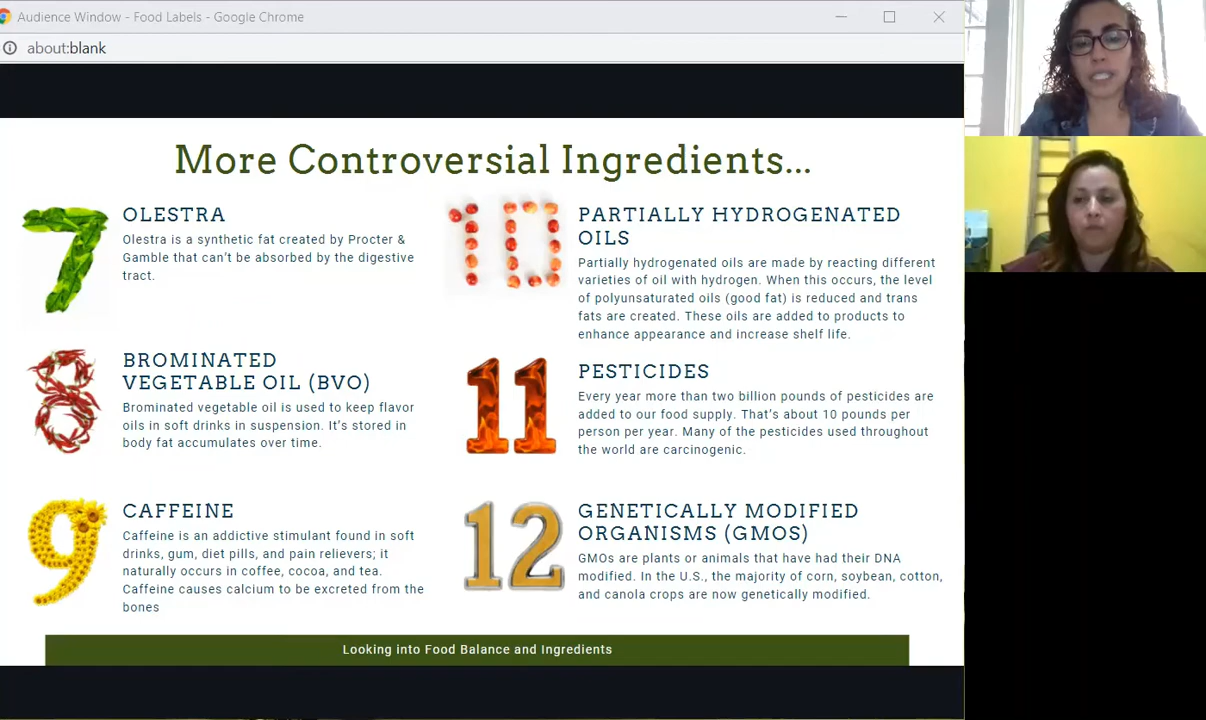 Audience Window - Food Labels - Google Chrome
about:blank
More Controversial Ingredients...
7
OLESTRA
Olestra is a synthetic fat created by Procter &
Gamble that can't be absorbed by the digestive
tract.
8
BROMINATED
VEGETABLE OIL (BVO)
Brominated vegetable oil is used to keep flavor
oils in soft drinks in suspension. It's stored in
body fat accumulates over time.
9
CAFFEINE
Caffeine is an addictive stimulant found in soft
drinks, gum, diet pills, and pain relievers; it
naturally occurs in coffee, cocoa, and tea.
Caffeine causes calcium to be excreted from the
bones
10
PARTIALLY HYDROGENATED
OILS
Partially hydrogenated oils are made by reacting different
varieties of oil with hydrogen. When this occurs, the level
of polyunsaturated oils (good fat) is reduced and trans
fats are created. These oils are added to products to
enhance appearance and increase shelf life.
11
PESTICIDES
Every year more than two billion pounds of pesticides are
added to our food supply. That's about 10 pounds per
person per year. Many of the pesticides used throughout
the world are carcinogenic.
12
GENETICALLY MODIFIED
ORGANISMS (GMOS)
GMOs are plants or animals that have had their DNA
modified. In the U.S., the majority of corn, soybean, cotton,
and canola crops are now genetically modified.
Looking into Food Balance and Ingredients